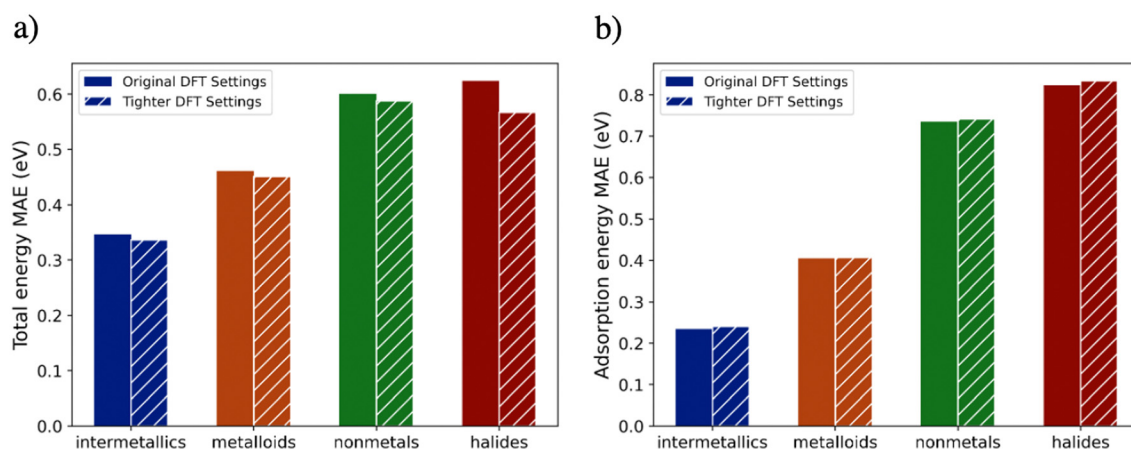 a)
Total energy MAE (eV)
0.6
0.5
0.4
0.3
0.2
0.1
0.0
Original DFT Settings
Tighter DFT Settings
intermetallics metalloids nonmetals halides
b)
Adsorption energy MAE (eV)
0.8
0.7
0.6
0.5
0.4
0.3
0.2
0.1
0.0
Original DFT Settings
Tighter DFT Settings
intermetallics metalloids nonmetals halides